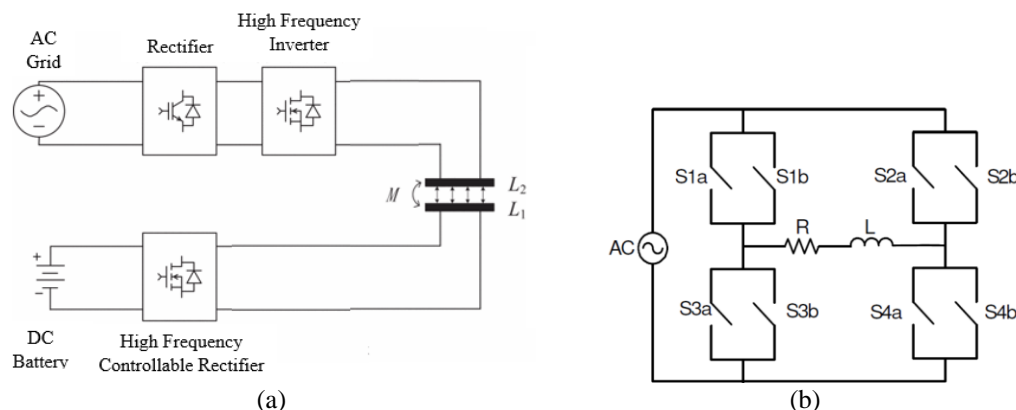 AC
Grid
Rectifier
High Frequency
Inverter
M
L2
L1
+
−
DC
Battery
High Frequency
Controllable Rectifier
(a)
S1a
S1b
S2a
S2b
AC
R
L
S3a
S3b
S4a
S4b
(b)